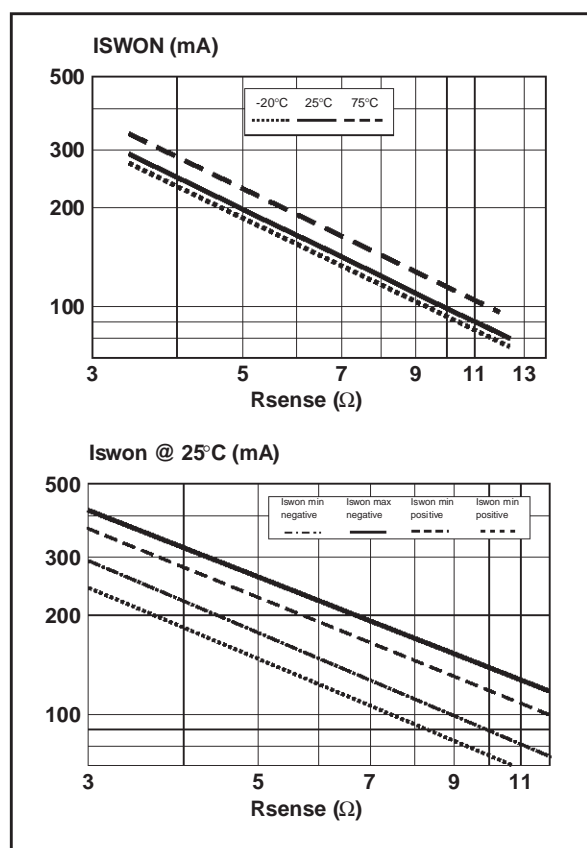 ISWON (mA)
500
-20°C 25°C 75°C
300
200
100
3 5 7 9 11 13
Rsense (Ω)
Iswon @ 25°C (mA)
500
Iswon min negative Iswon max negative Iswon min positive Iswon min positive
300
200
100
3 5 7 9 11
Rsense (Ω)